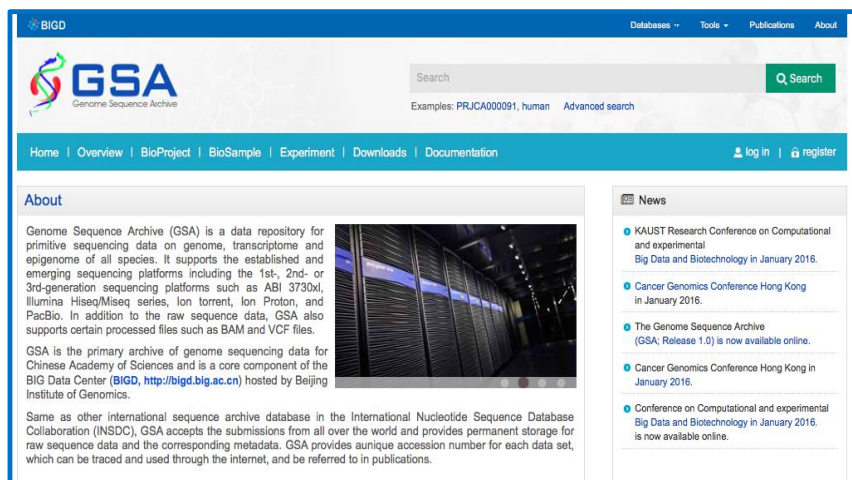 BIGD
Databases
Tools
Publications
About
GSA
Genome Sequence Archive
Search
Search
Examples: PRJCA000091, human Advanced search
Home | Overview | BioProject | BioSample | Experiment | Downloads | Documentation
log in | register
About
Genome Sequence Archive (GSA) is a data repository for
primitive sequencing data on genome, transcriptome and
epigenome of all species. It supports the established and
emerging sequencing platforms including the 1st-, 2nd- or
3rd-generation sequencing platforms such as ABI 3730xl,
Illumina Hiseq/Miseq series, Ion torrent, Ion Proton, and
PacBio. In addition to the raw sequence data, GSA also
supports certain processed files such as BAM and VCF files.
GSA is the primary archive of genome sequencing data for
Chinese Academy of Sciences and is a core component of the
BIG Data Center (BIGD, http://bigd.big.ac.cn) hosted by Beijing
Institute of Genomics.
Same as other international sequence archive database in the International Nucleotide Sequence Database
Collaboration (INSDC), GSA accepts the submissions from all over the world and provides permanent storage for
raw sequence data and the corresponding metadata. GSA provides aunique accession number for each data set,
which can be traced and used through the internet, and be referred to in publications.
News
KAUST Research Conference on Computational
and experimental
Big Data and Biotechnology in January 2016.
Cancer Genomics Conference Hong Kong
in January 2016.
The Genome Sequence Archive
(GSA; Release 1.0) is now available online.
Cancer Genomics Conference Hong Kong in
January 2016.
Conference on Computational and experimental
Big Data and Biotechnology in January 2016.
is now available online.